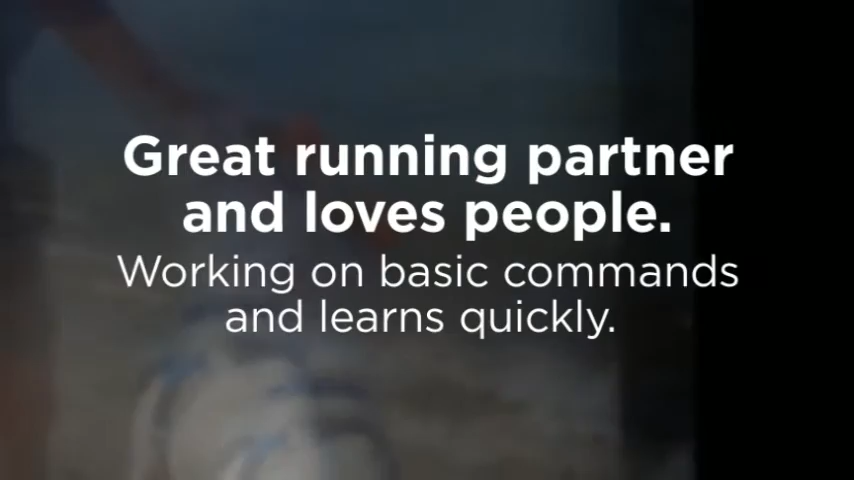 Great running partner
and loves people.
Working on basic commands
and learns quickly.